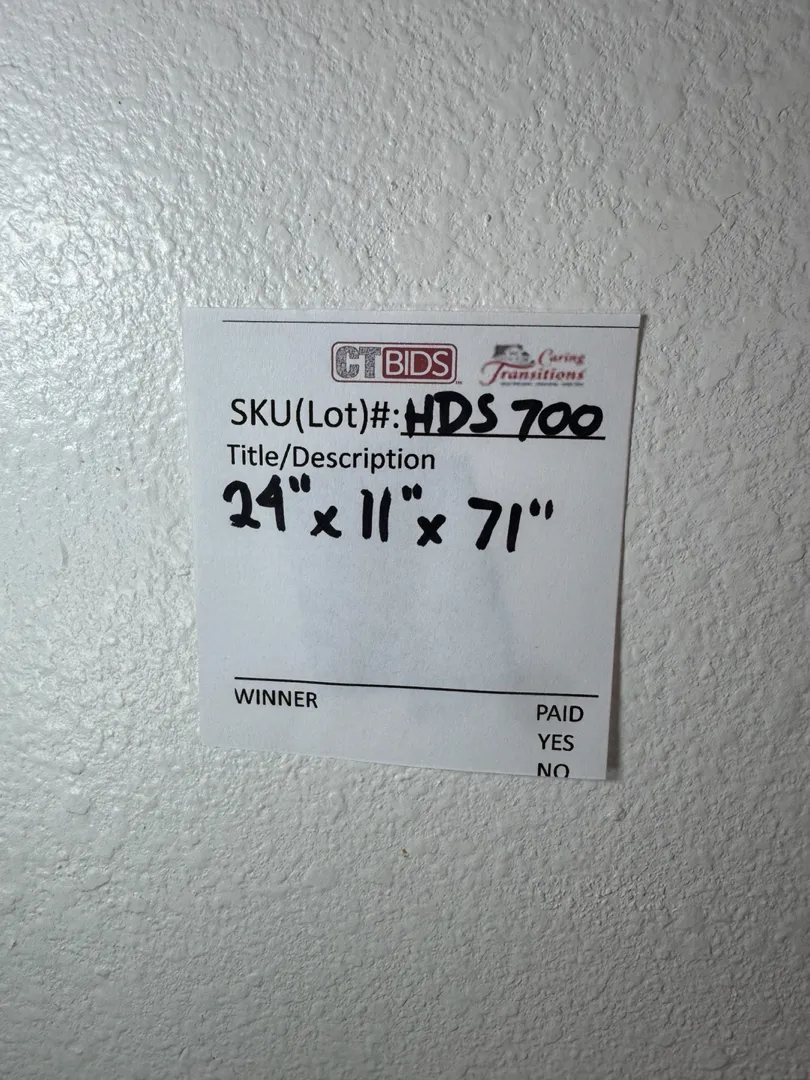 CTBIDS
Caring
Transitions
SKU(Lot)#: HDS 700
Title/Description
24" x 11" x 71"
WINNER
PAID
YES
NO